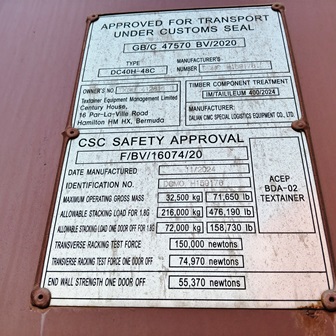 APPROVED FOR TRANSPORT
UNDER CUSTOMS SEAL
GB/C 47570 BV/2020
TYPE
DC40H-48C
MANUFACTURER'S
NUMBER
OWNER'S NO
Textainer Equipment Management Limited
Century House,
16 Par-La-Ville Road
Hamilton HM HX, Bermuda
TIMBER COMPONENT TREATMENT
IM/TAILILEUM 400/2024
MANUFACTURER:
DALIAN CIMC SPECIAL LOGISTICS EQUIPMENT CO., LTD.
CSC SAFETY APPROVAL
F/BV/16074/20
DATE MANUFACTURED 11/2024
IDENTIFICATION NO.
MAXIMUM OPERATING GROSS MASS 32,500 kg 71,650 lb
ALLOWABLE STACKING LOAD FOR 1.8G 216,000 kg 476,190 lb
ALLOWABLE STACKING LOAD ONE DOOR OFF FOR 1.8G 72,000 kg 158,730 lb
TRANSVERSE RACKING TEST FORCE 150,000 newtons
TRANSVERSE RACKING TEST FORCE ONE DOOR OFF 74,970 newtons
END WALL STRENGTH ONE DOOR OFF 55,370 newtons
ACEP
BDA-02
TEXTAINER